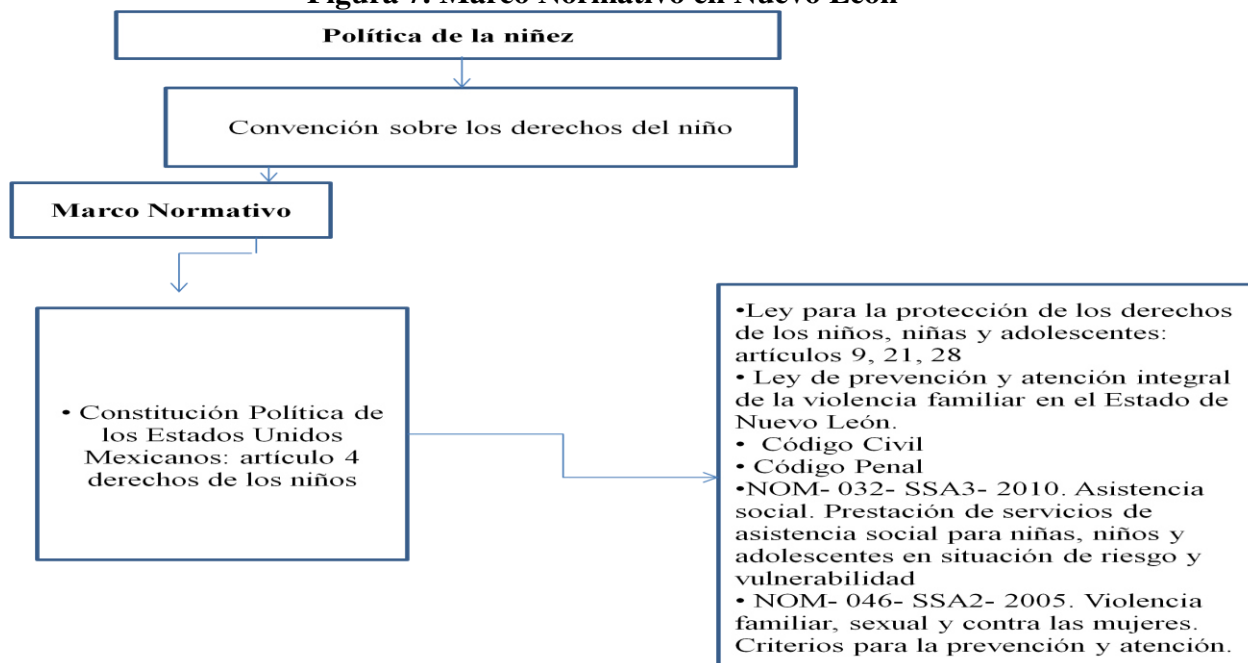 Figura 7. Marco Normativo en Nuevo León
Política de la niñez
Convención sobre los derechos del niño
Marco Normativo
• Constitución Política de
los Estados Unidos
Mexicanos: artículo 4
derechos de los niños
•Ley para la protección de los derechos
de los niños, niñas y adolescentes:
artículos 9, 21, 28
• Ley de prevención y atención integral
de la violencia familiar en el Estado de
Nuevo León.
• Código Civil
• Código Penal
•NOM- 032- SSA3- 2010. Asistencia
social. Prestación de servicios de
asistencia social para niñas, niños y
adolescentes en situación de riesgo y
vulnerabilidad
• NOM- 046- SSA2- 2005. Violencia
familiar, sexual y contra las mujeres.
Criterios para la prevención y atención.